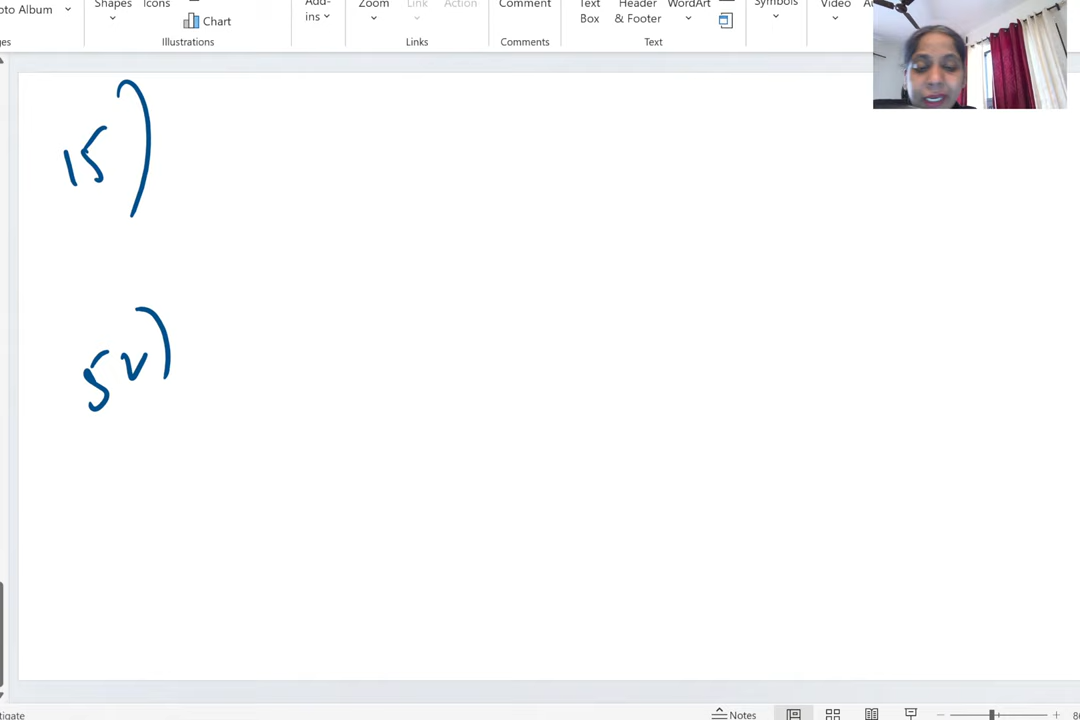 oto Album
Shapes
Icons
Chart
Add-
ins
Zoom
Link
Action
Comment
Text
Box
Header
& Footer
WordArt
Symbols
Video
Illustrations
Links
Comments
Text
15)
5v)
tigate
Notes